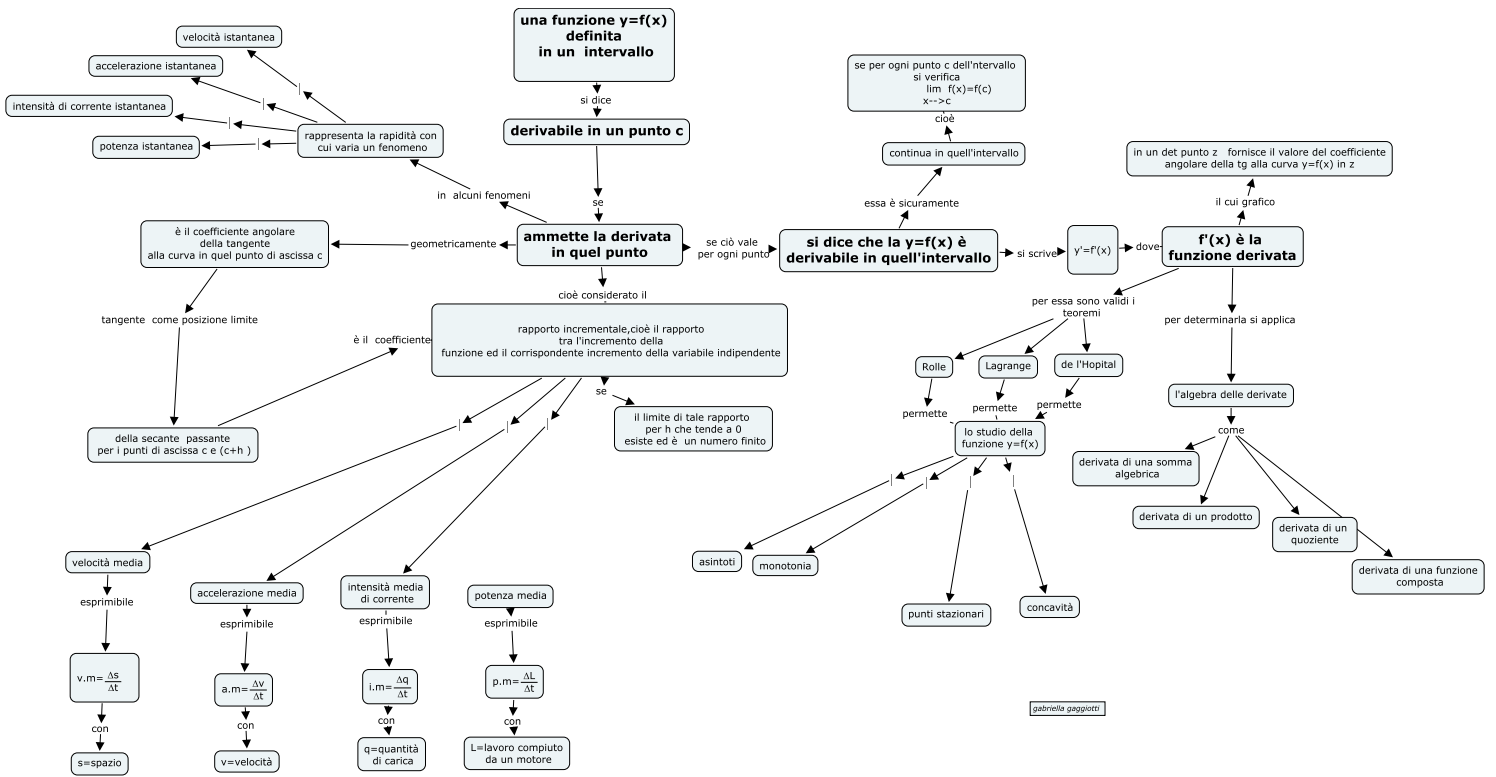 una funzione y=f(x)
definita
in un intervallo
si dice
derivabile in un punto c
se
ammette la derivata
in quel punto
in alcuni fenomeni
rappresenta la rapidità con
cui varia un fenomeno
|
|
|
|
velocità istantanea
accelerazione istantanea
intensità di corrente istantanea
potenza istantanea
geometricamente
è il coefficiente angolare
della tangente
alla curva in quel punto di ascissa c
tangente come posizione limite
della secante passante
per i punti di ascissa c e (c+h )
è il coefficiente
cioè considerato il
rapporto incrementale,cioè il rapporto
tra l'incremento della
funzione ed il corrispondente incremento della variabile indipendente
se
il limite di tale rapporto
per h che tende a 0
esiste ed è un numero finito
|
|
|
velocità media
esprimibile
v.m=Δs/Δt
con
s=spazio
accelerazione media
esprimibile
a.m=Δv/Δt
con
v=velocità
intensità media
di corrente
esprimibile
i.m=Δq/Δt
con
q=quantità
di carica
potenza media
esprimibile
p.m=ΔL/Δt
con
L=lavoro compiuto
da un motore
se ciò vale
per ogni punto
si dice che la y=f(x) è
derivabile in quell'intervallo
essa è sicuramente
continua in quell'intervallo
cioè
se per ogni punto c dell'ntervallo
si verifica
lim f(x)=f(c)
x-->c
si scrive
y'=f'(x)
dove
f'(x) è la
funzione derivata
il cui grafico
in un det punto z fornisce il valore del coefficiente
angolare della tg alla curva y=f(x) in z
per essa sono validi i
teoremi
Rolle
Lagrange
de l'Hopital
permette
permette
permette
lo studio della
funzione y=f(x)
|
|
|
|
asintoti
monotonia
punti stazionari
concavità
per determinarla si applica
l'algebra delle derivate
come
derivata di una somma
algebrica
derivata di un prodotto
derivata di un
quoziente
derivata di una funzione
composta
gabriella gaggiotti